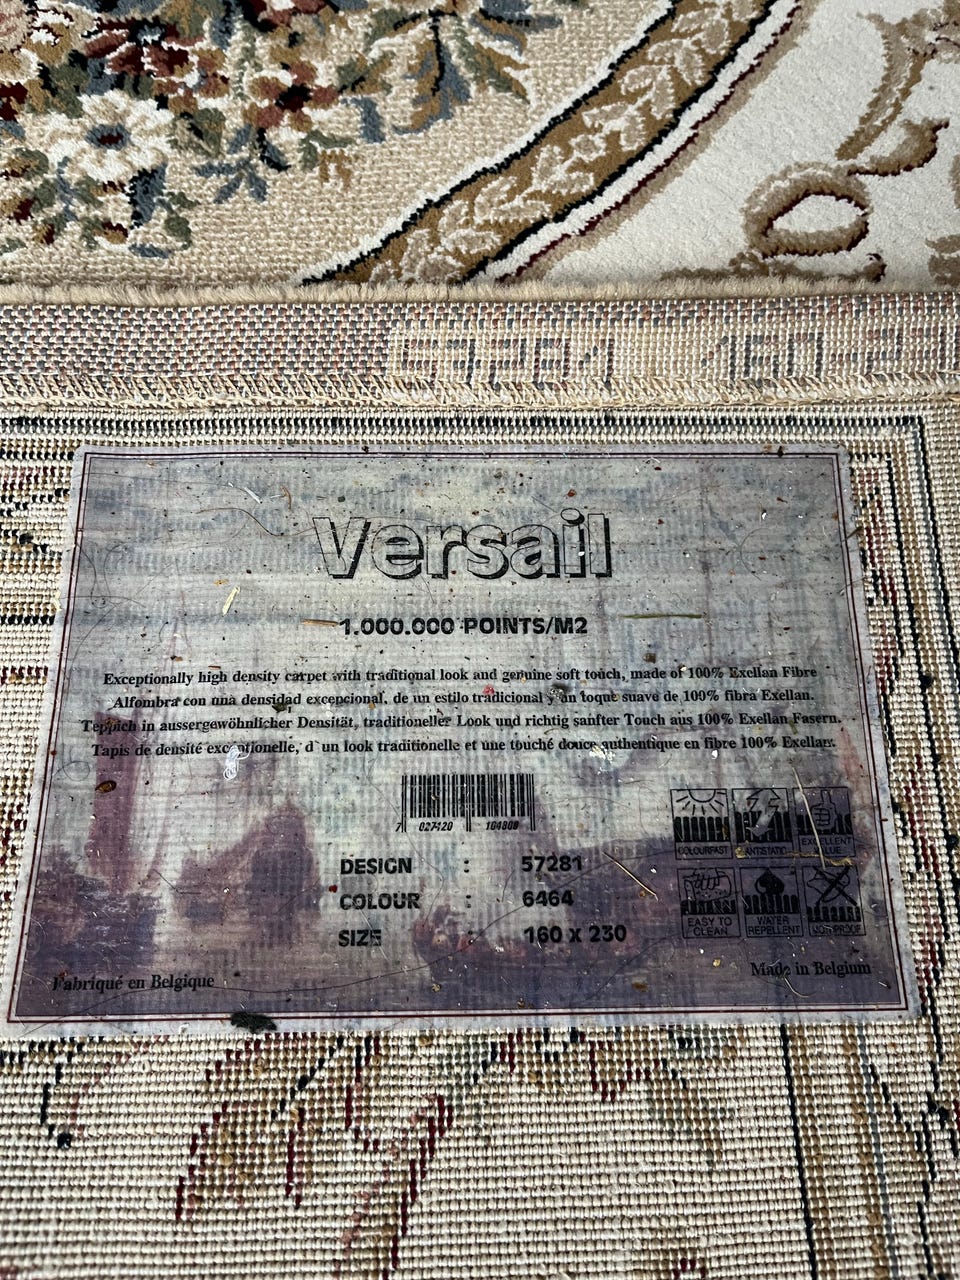 Versail
1.000.000 POINTS/M2
Exceptionally high density carpet with traditional look and genuine soft touch, made of 100% Exellan Fibre
Alfombra con una densidad excepcional, de un estilo tradicional y un toque suave de 100% fibra Exellan.
Teppich in aussergewöhnlicher Densität, traditioneller Look und richtig sanfter Touch aus 100% Exellan Fasern.
Tapis de densité exceptionelle, d'un look traditionelle et une touché douce authentique en fibre 100% Exellan.
7 027420 104808
COLOURFAST ANTISTATIC EXCELLENT VALUE
DESIGN : 57281
COLOUR : 6464
EASY TO CLEAN WATER REPELLENT MOTHPROOF
SIZE : 160 x 230
Fabriqué en Belgique Made in Belgium